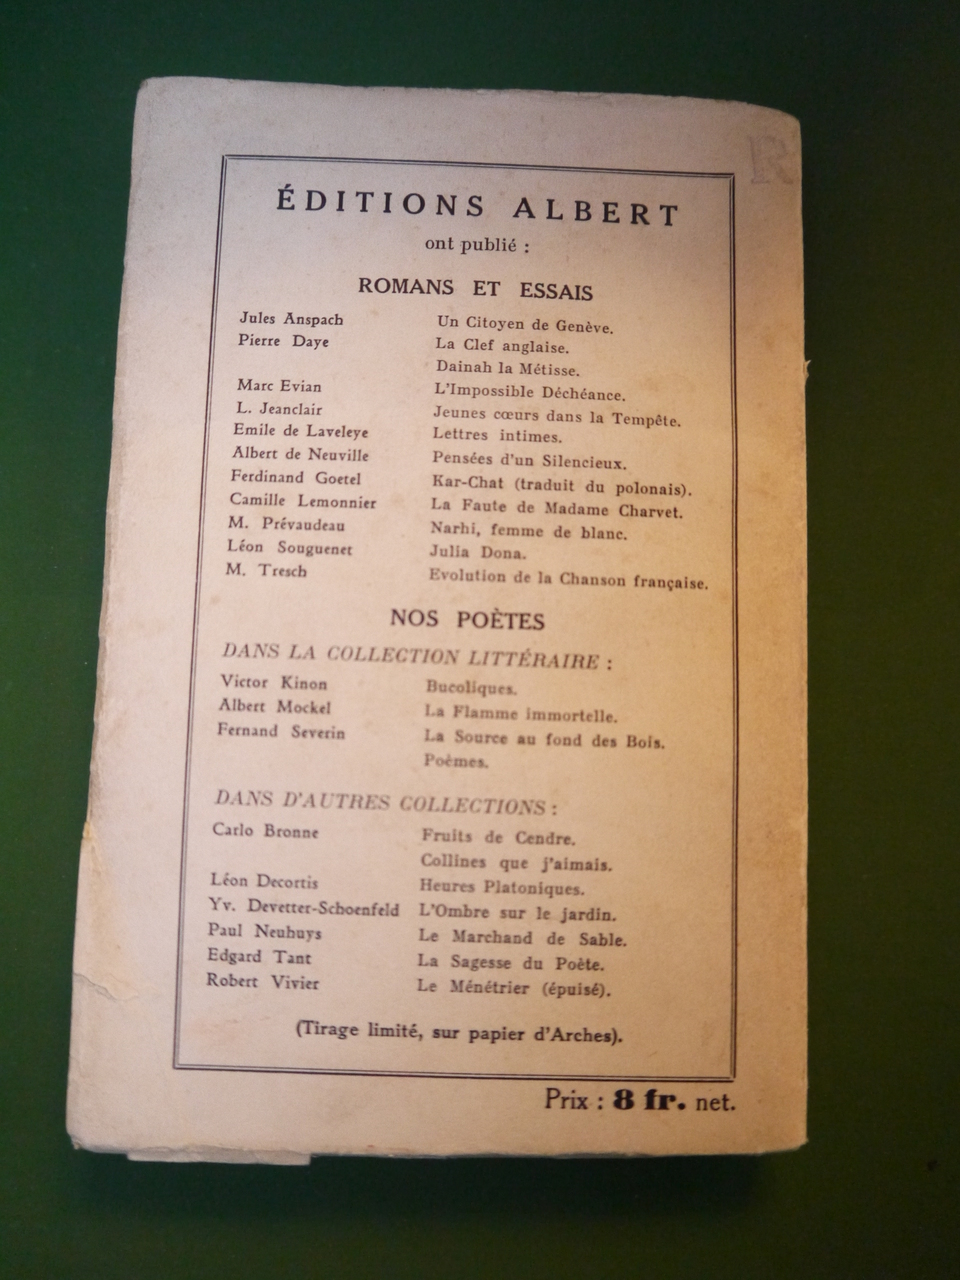 R
ÉDITIONS ALBERT
ont publié :
ROMANS ET ESSAIS
Jules Anspach Un Citoyen de Genève.
Pierre Daye La Clef anglaise.
Dainah la Métisse.
Marc Evian L'Impossible Déchéance.
L. Jeanclair Jeunes cœurs dans la Tempête.
Emile de Laveleye Lettres intimes.
Albert de Neuville Pensées d'un Silencieux.
Ferdinand Goetel Kar-Chat (traduit du polonais).
Camille Lemonnier La Faute de Madame Charvet.
M. Prévaudeau Narhi, femme de blanc.
Léon Souguenet Julia Dona.
M. Tresch Evolution de la Chanson française.
NOS POÈTES
DANS LA COLLECTION LITTÉRAIRE :
Victor Kinon Bucoliques.
Albert Mockel La Flamme immortelle.
Fernand Severin La Source au fond des Bois.
Poèmes.
DANS D'AUTRES COLLECTIONS :
Carlo Bronne Fruits de Cendre.
Collines que j'aimais.
Léon Decortis Heures Platoniques.
Yv. Devetter-Schoenfeld L'Ombre sur le jardin.
Paul Neuhuys Le Marchand de Sable.
Edgard Tant La Sagesse du Poète.
Robert Vivier Le Ménétrier (épuisé).
(Tirage limité, sur papier d'Arches).
Prix : 8 fr. net.